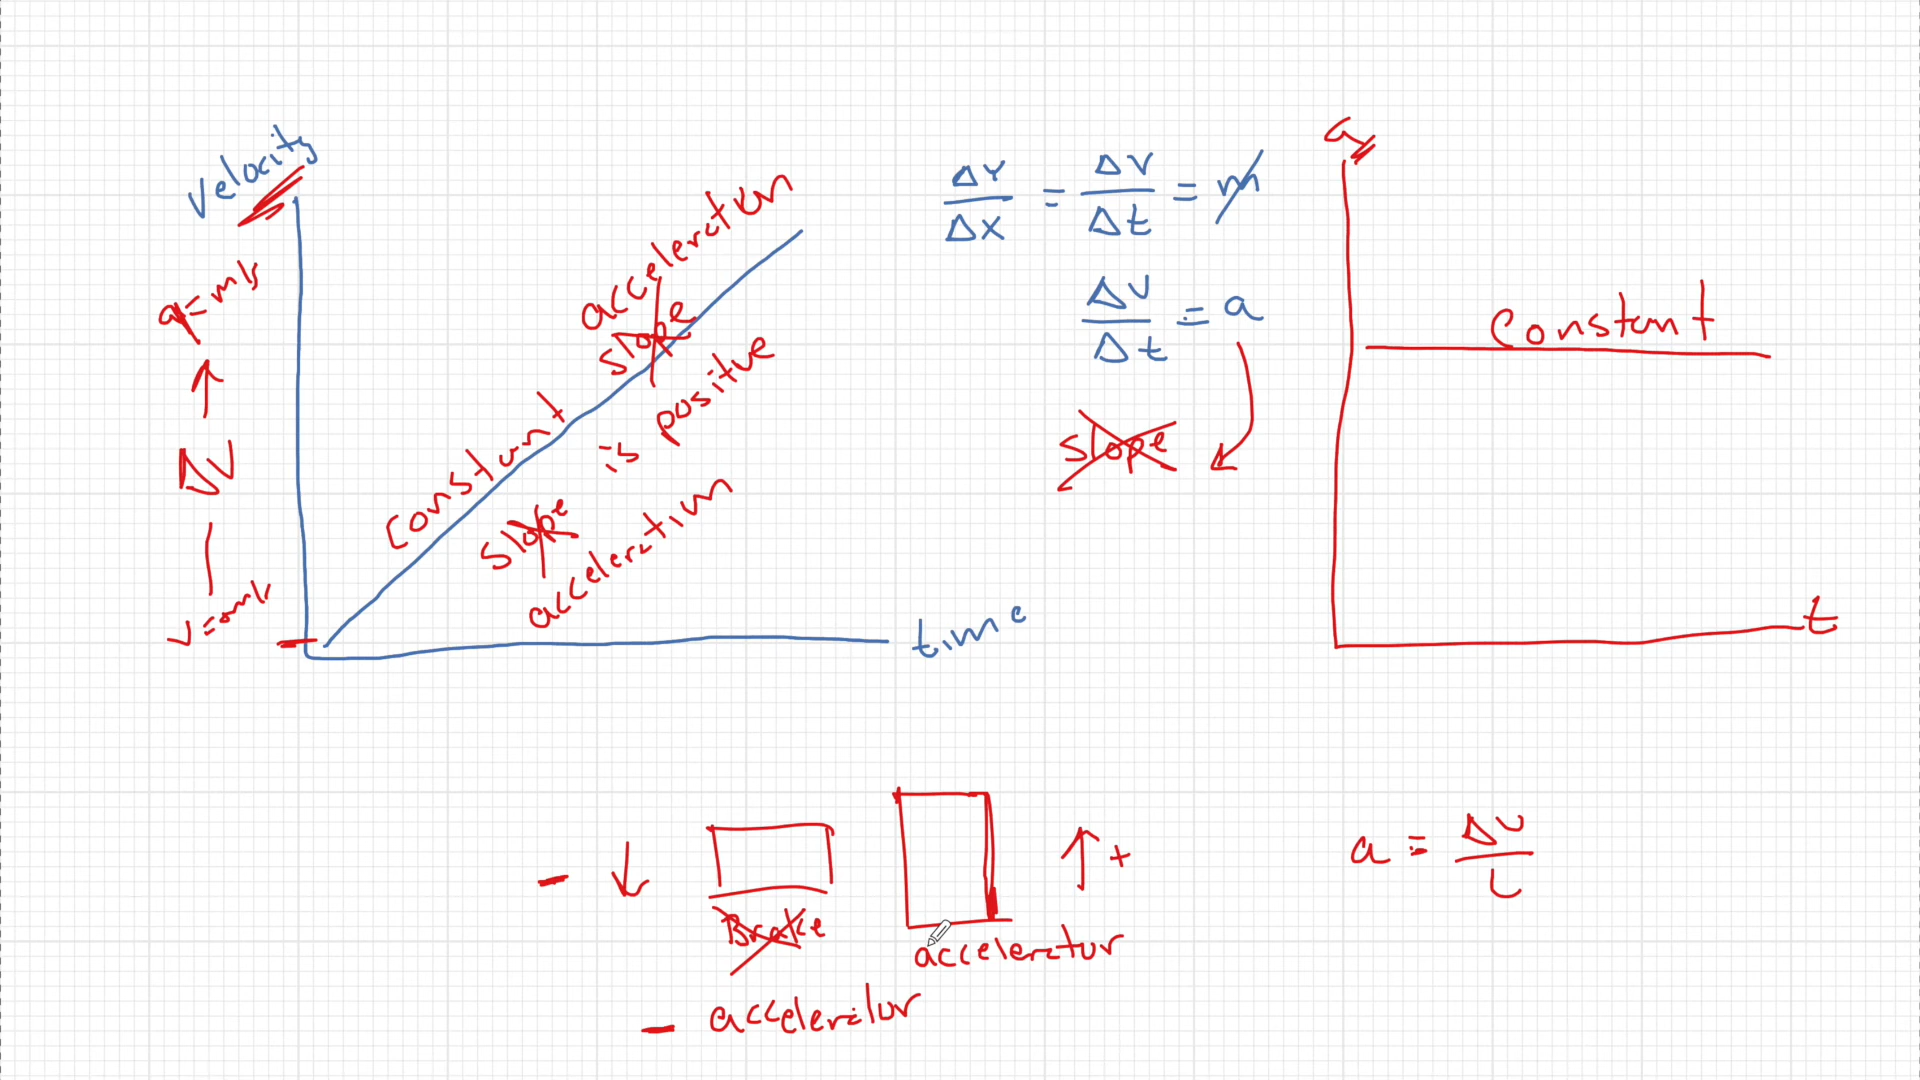 Velocity
a = m/s
ΔV
V = m/s
acceleration
slope
is positive
constant
slope
acceleration
time
ΔY/ΔX = ΔV/Δt = m
ΔV/Δt = a
slope
a
Constant
t
- ↓
Brake
- accelerator
↑ +
accelerator
a = ΔV/t